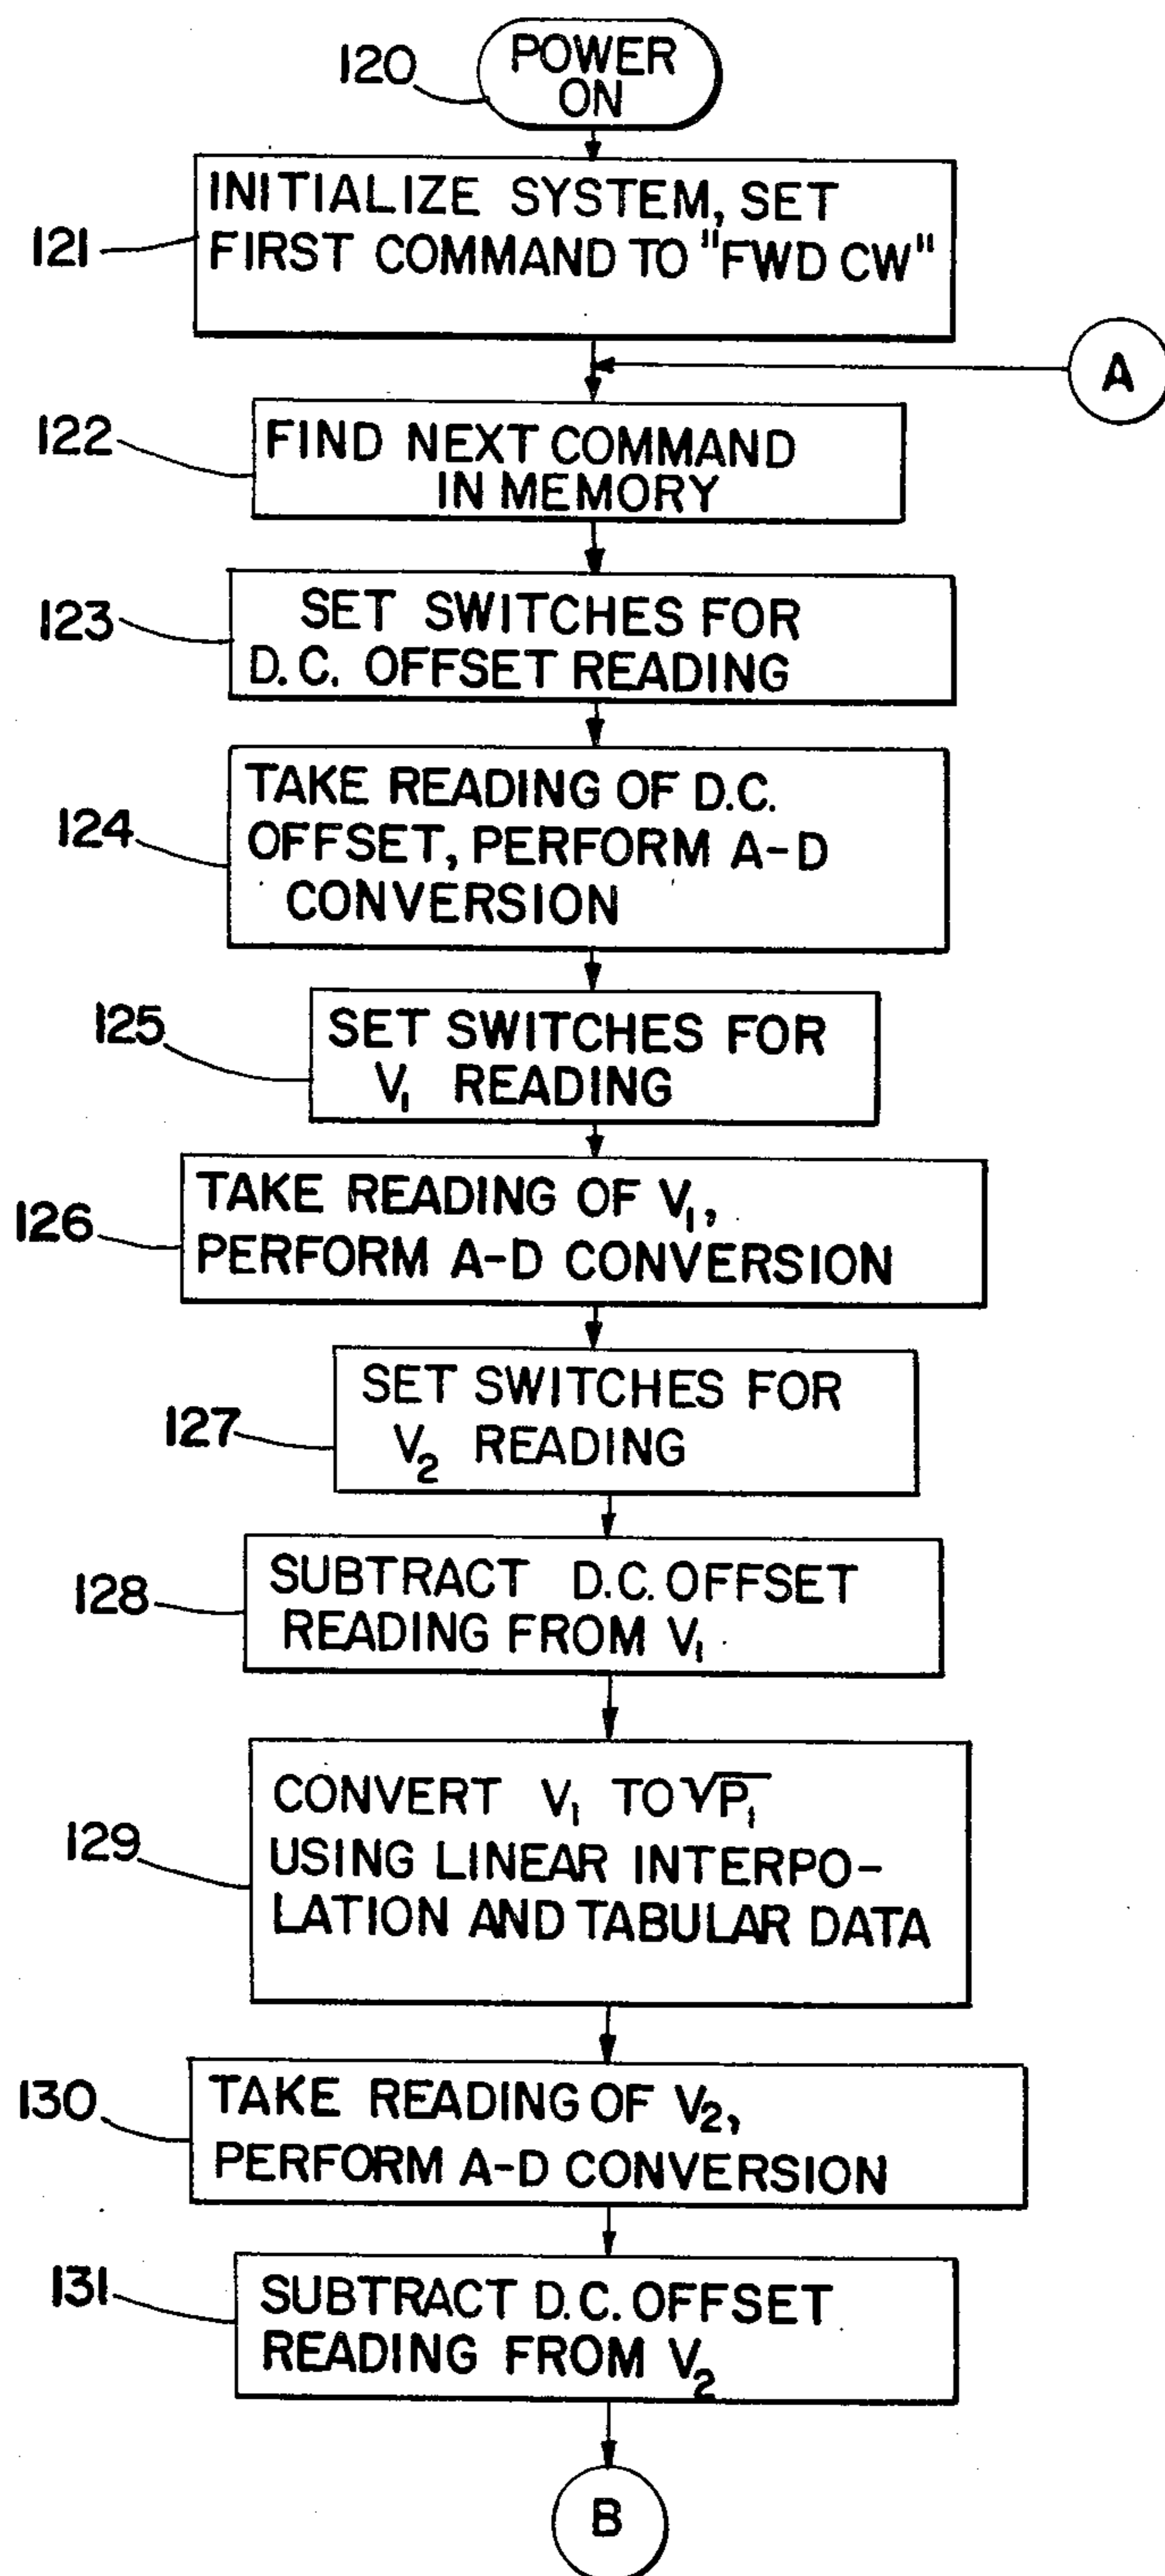 120
POWER
ON
121
INITIALIZE SYSTEM, SET
FIRST COMMAND TO "FWD CW"
A
122
FIND NEXT COMMAND
IN MEMORY
123
SET SWITCHES FOR
D.C. OFFSET READING
124
TAKE READING OF D.C.
OFFSET, PERFORM A-D
CONVERSION
125
SET SWITCHES FOR
V₁ READING
126
TAKE READING OF V₁,
PERFORM A-D CONVERSION
127
SET SWITCHES FOR
V₂ READING
128
SUBTRACT D.C. OFFSET
READING FROM V₁
129
CONVERT V₁ TO √P₁
USING LINEAR INTERPO-
LATION AND TABULAR DATA
130
TAKE READING OF V₂,
PERFORM A-D CONVERSION
131
SUBTRACT D.C. OFFSET
READING FROM V₂
B